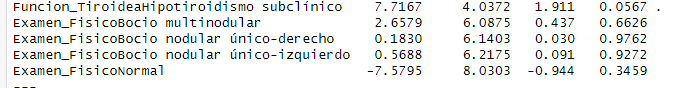 Funcion_TiroideaHipotiroidismo subclínico 7.7167 4.0372 1.911 0.0567 .
Examen_FisicoBocio multinodular 2.6579 6.0875 0.437 0.6626
Examen_FisicoBocio nodular único-derecho 0.1830 6.1403 0.030 0.9762
Examen_FisicoBocio nodular único-izquierdo 0.5688 6.2175 0.091 0.9272
Examen_FisicoNormal -7.5795 8.0303 -0.944 0.3459
---